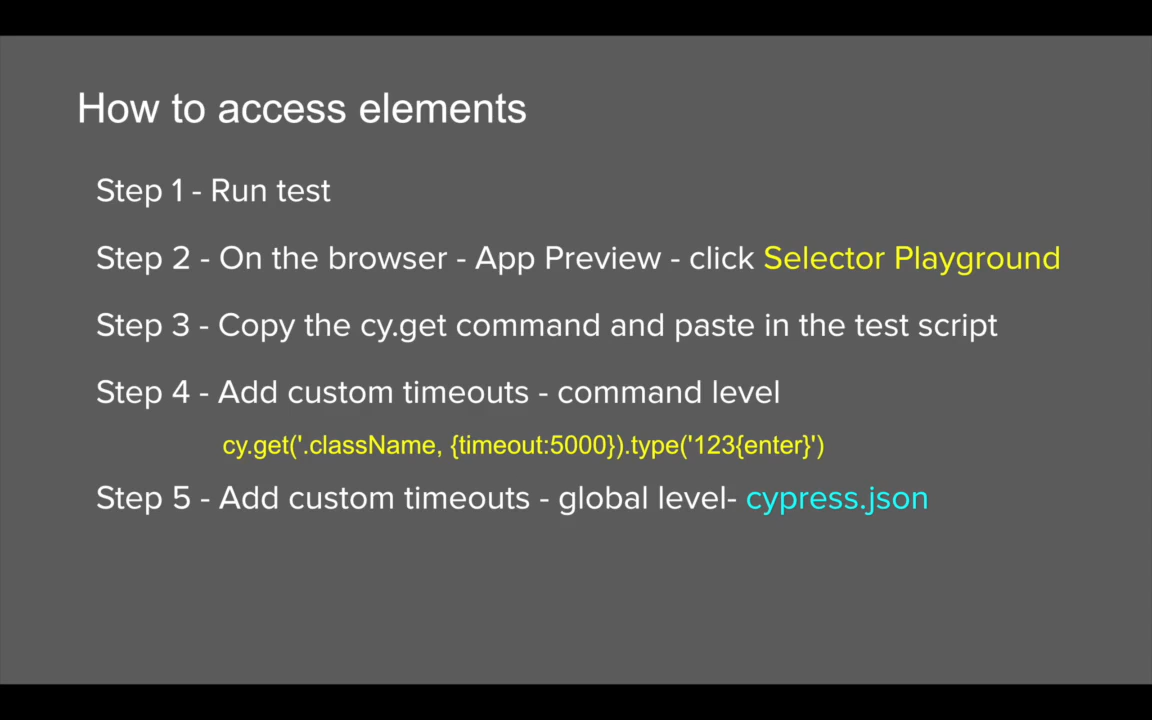 How to access elements
Step 1 - Run test
Step 2 - On the browser - App Preview - click Selector Playground
Step 3 - Copy the cy.get command and paste in the test script
Step 4 - Add custom timeouts - command level
cy.get('.className, {timeout:5000}).type('123{enter}')
Step 5 - Add custom timeouts - global level- cypress.json